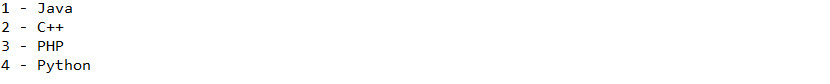 1 - Java
2 - C++
3 - PHP
4 - Python